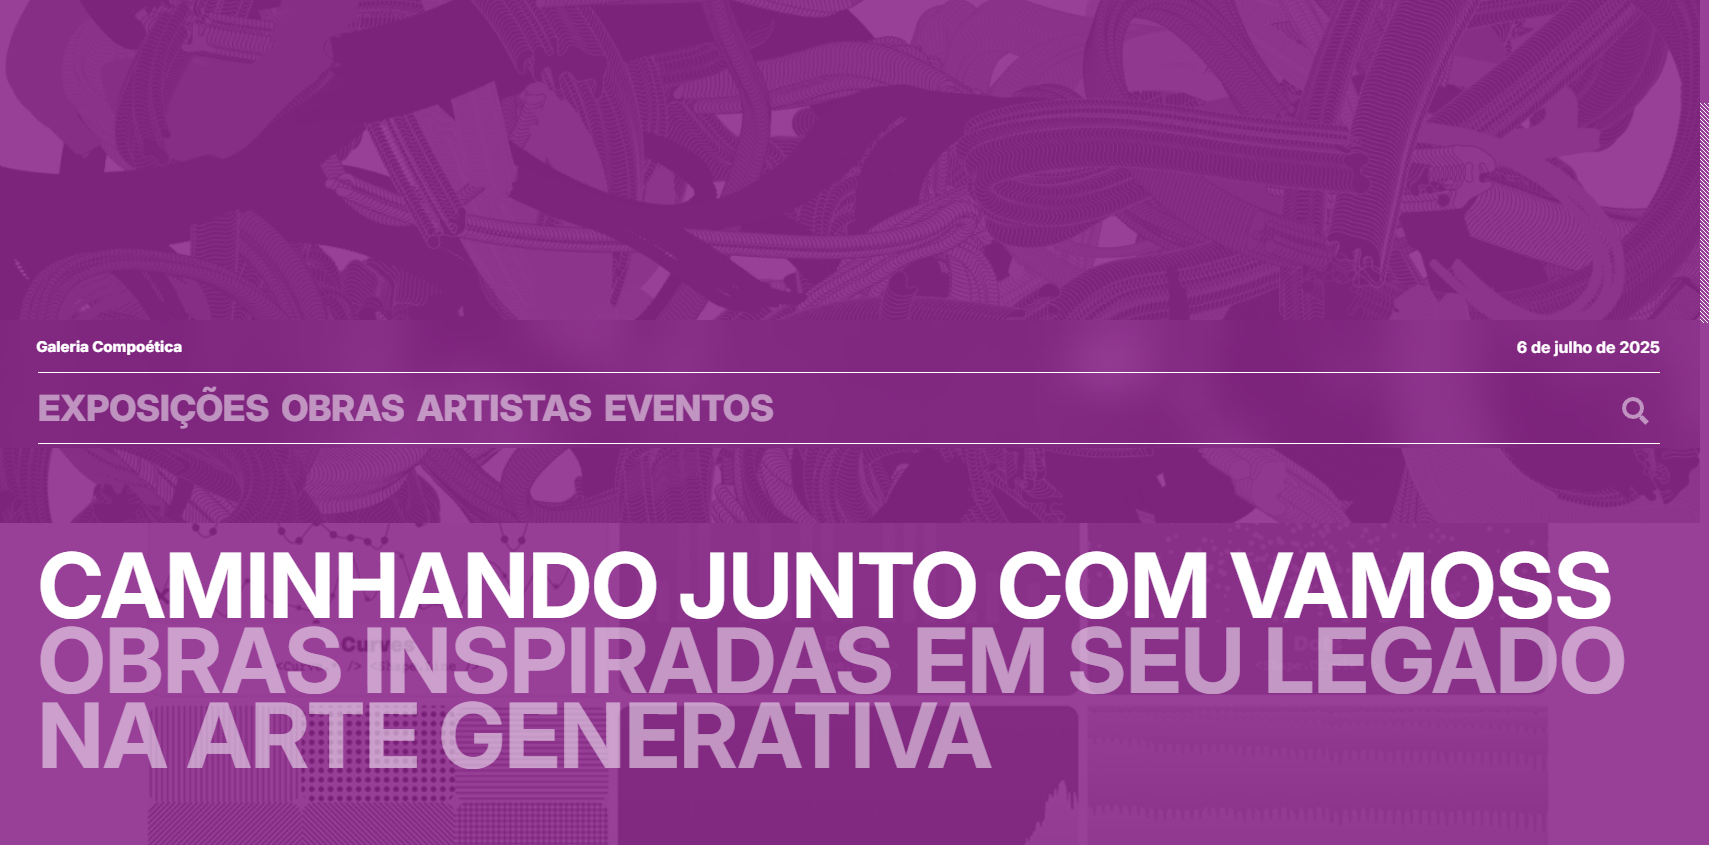 Galeria Compoética
6 de julho de 2025
EXPOSIÇÕES OBRAS ARTISTAS EVENTOS
CAMINHANDO JUNTO COM VAMOSS
OBRAS INSPIRADAS EM SEU LEGADO
NA ARTE GENERATIVA
Curves